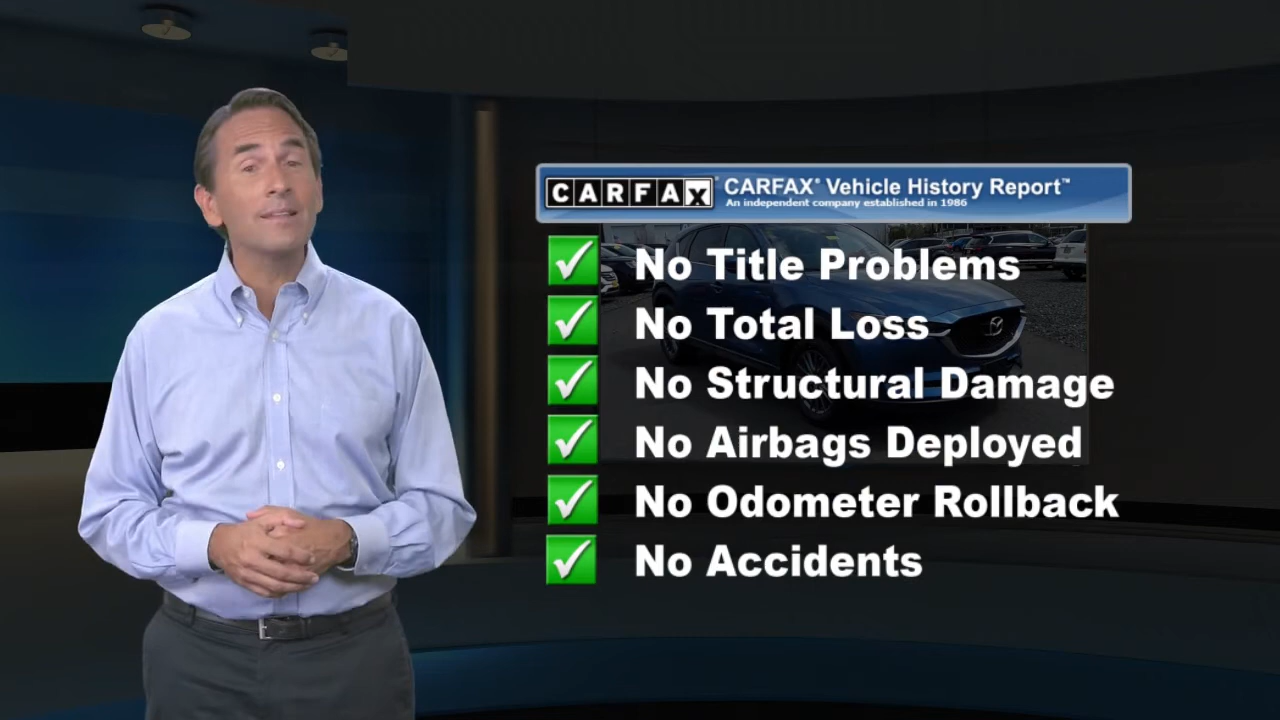 CARFAX® CARFAX® Vehicle History Report™
An independent company established in 1986
No Title Problems
No Total Loss
No Structural Damage
No Airbags Deployed
No Odometer Rollback
No Accidents